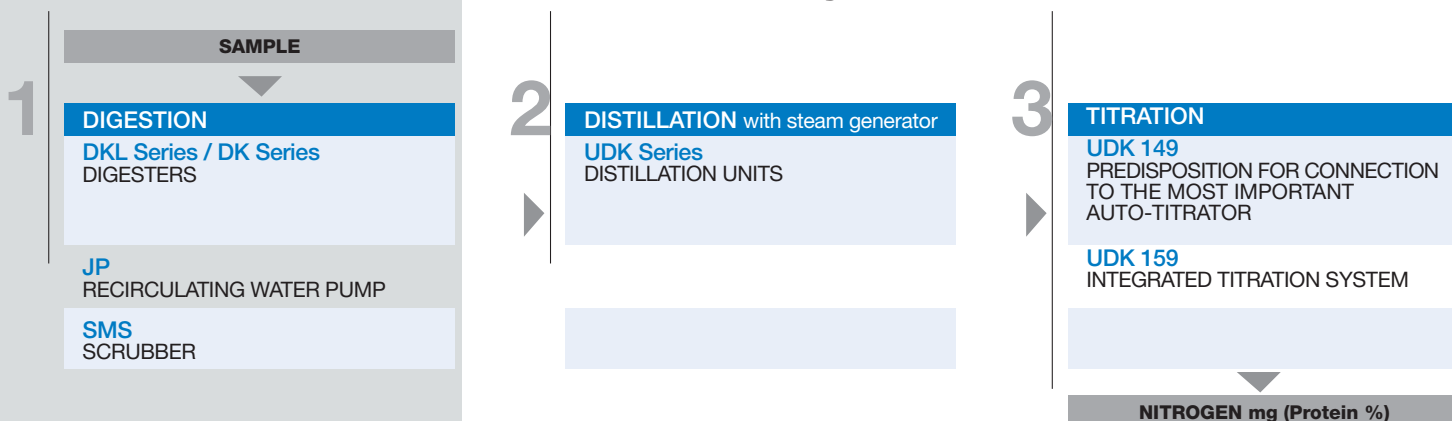 1
SAMPLE
DIGESTION
DKL Series / DK Series
DIGESTERS
JP
RECIRCULATING WATER PUMP
SMS
SCRUBBER
2
DISTILLATION with steam generator
UDK Series
DISTILLATION UNITS
3
TITRATION
UDK 149
PREDISPOSITION FOR CONNECTION
TO THE MOST IMPORTANT
AUTO-TITRATOR
UDK 159
INTEGRATED TITRATION SYSTEM
NITROGEN mg (Protein %)